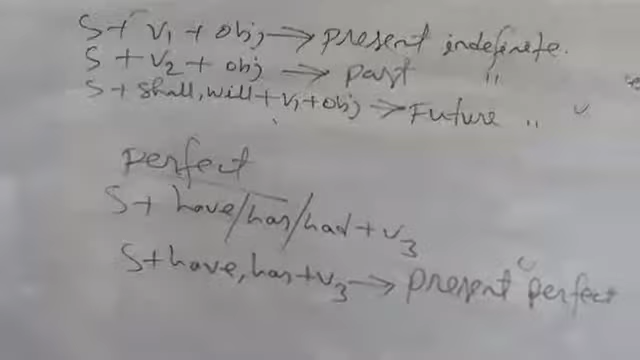 S + V1 + obj → present indefinite.
S + V2 + obj → past "
S + shall, will + V1 + obj → Future "
perfect
S + have/has/had + V3
S + have, has + V3 → present perfect